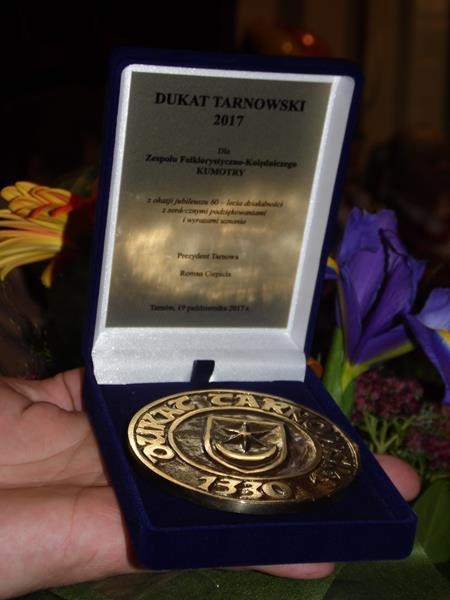 DUKAT TARNOWSKI
2017
Dla
Zespołu Folklorystyczno-Kolędniczego
KUMOTRY
z okazji jubileuszu 60 – lecia działalności
z serdecznymi podziękowaniami
i wyrazami uznania
Prezydent Tarnowa
Roman Ciepiela
Tarnów, 19 października 2017 r.
DUKAT TARNOWSKI
1330